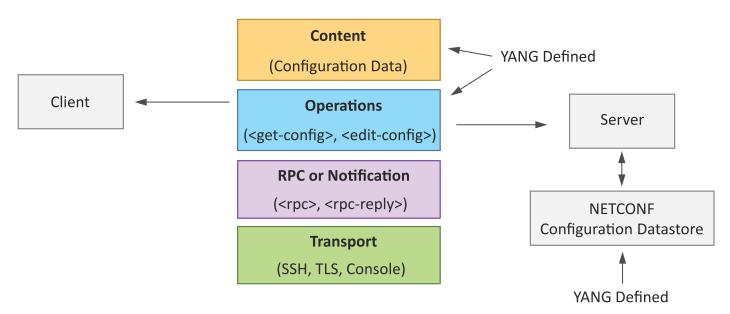 Content
(Configuration Data)
YANG Defined
Client
Operations
(<get-config>, <edit-config>)
Server
RPC or Notification
(<rpc>, <rpc-reply>)
NETCONF
Configuration Datastore
Transport
(SSH, TLS, Console)
YANG Defined